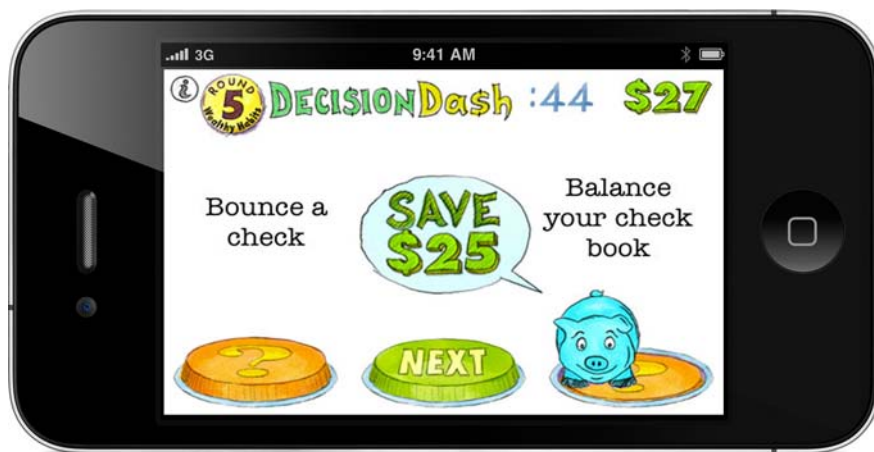 3G 9:41 AM
i ROUND 5 Wealthy Habits DECISIONDash :44 $27
Bounce a
check
SAVE
$25
Balance
your check
book
? NEXT ?